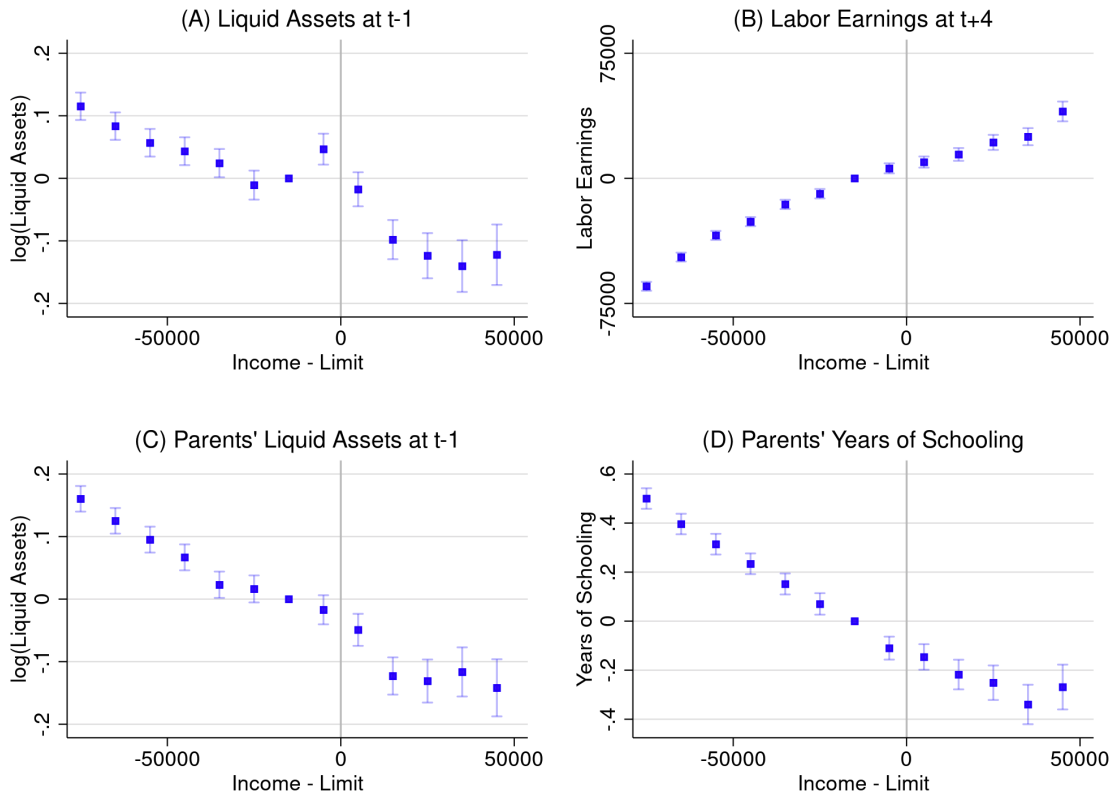 (A) Liquid Assets at t-1
log(Liquid Assets)
.2
.1
0
-.1
-.2
-50000 0 50000
Income - Limit
(B) Labor Earnings at t+4
Labor Earnings
75000
0
-75000
-50000 0 50000
Income - Limit
(C) Parents' Liquid Assets at t-1
log(Liquid Assets)
.2
.1
0
-.1
-.2
-50000 0 50000
Income - Limit
(D) Parents' Years of Schooling
Years of Schooling
.6
.4
.2
0
-.2
-.4
-50000 0 50000
Income - Limit